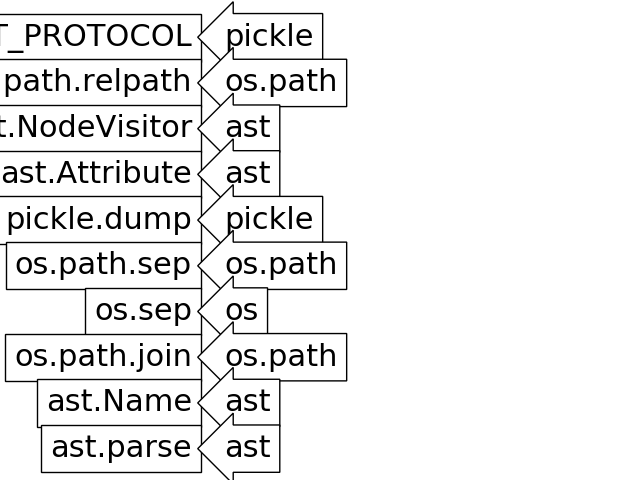 T_PROTOCOL pickle
path.relpath os.path
t.NodeVisitor ast
ast.Attribute ast
pickle.dump pickle
os.path.sep os.path
os.sep os
os.path.join os.path
ast.Name ast
ast.parse ast